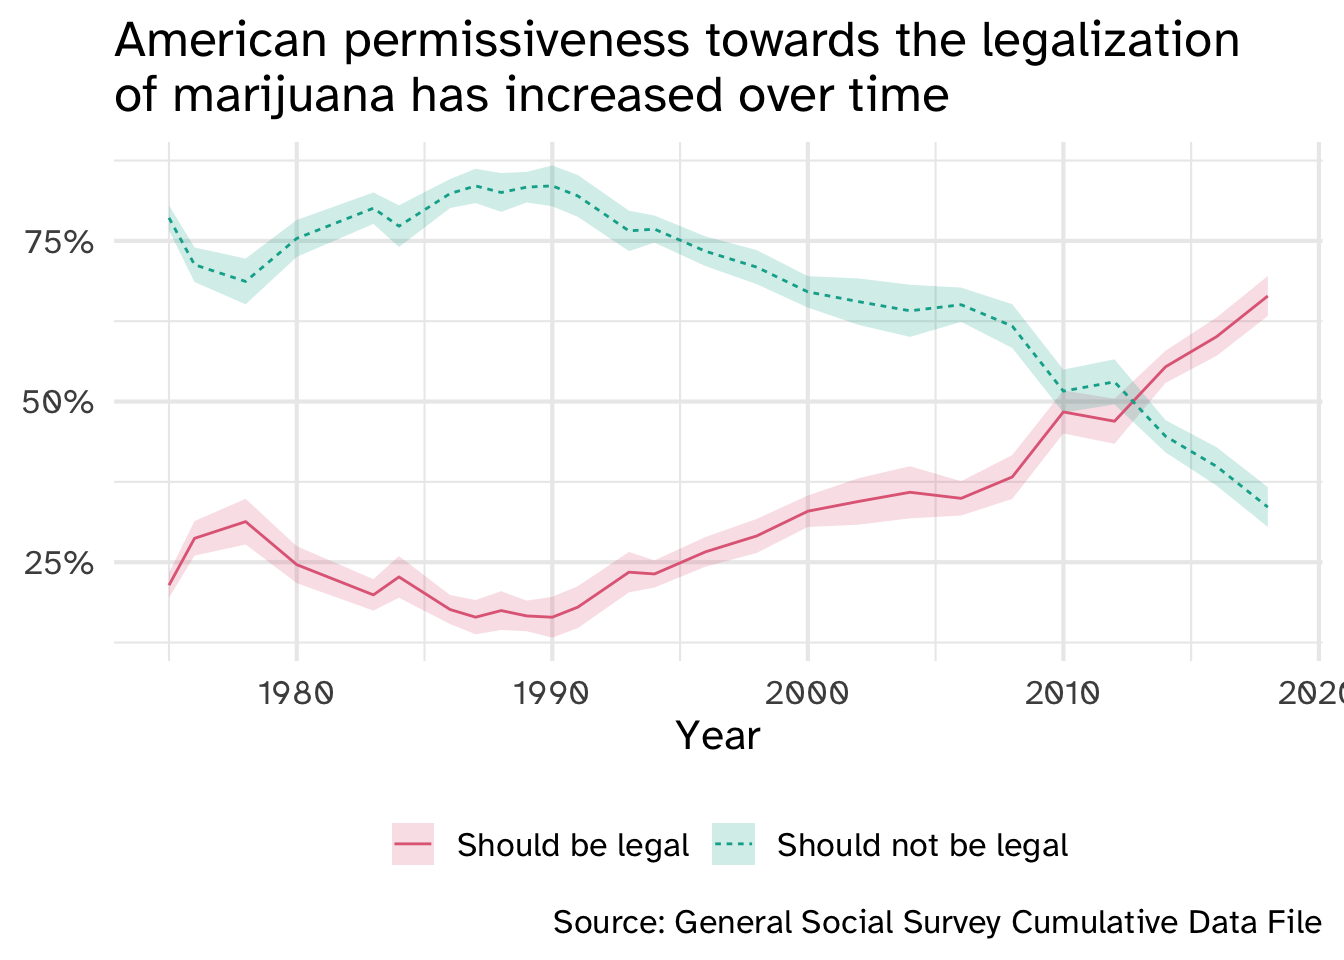 American permissiveness towards the legalization
of marijuana has increased over time
75%
50%
25%
1980 1990 2000 2010 2020
Year
Should be legal Should not be legal
Source: General Social Survey Cumulative Data File